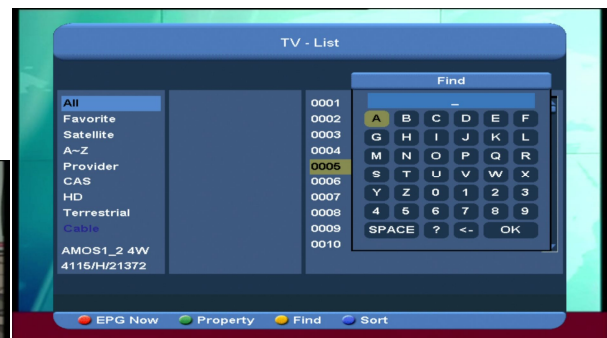 TV - List
Find
_
All
Favorite
Satellite
A~Z
Provider
CAS
HD
Terrestrial
Cable
AMOS1_2 4W
4115/H/21372
0001
0002
0003
0004
0005
0006
0007
0008
0009
0010
A B C D E F
G H I J K L
M N O P Q R
S T U V W X
Y Z 0 1 2 3
4 5 6 7 8 9
SPACE ? <- OK
EPG Now Property Find Sort